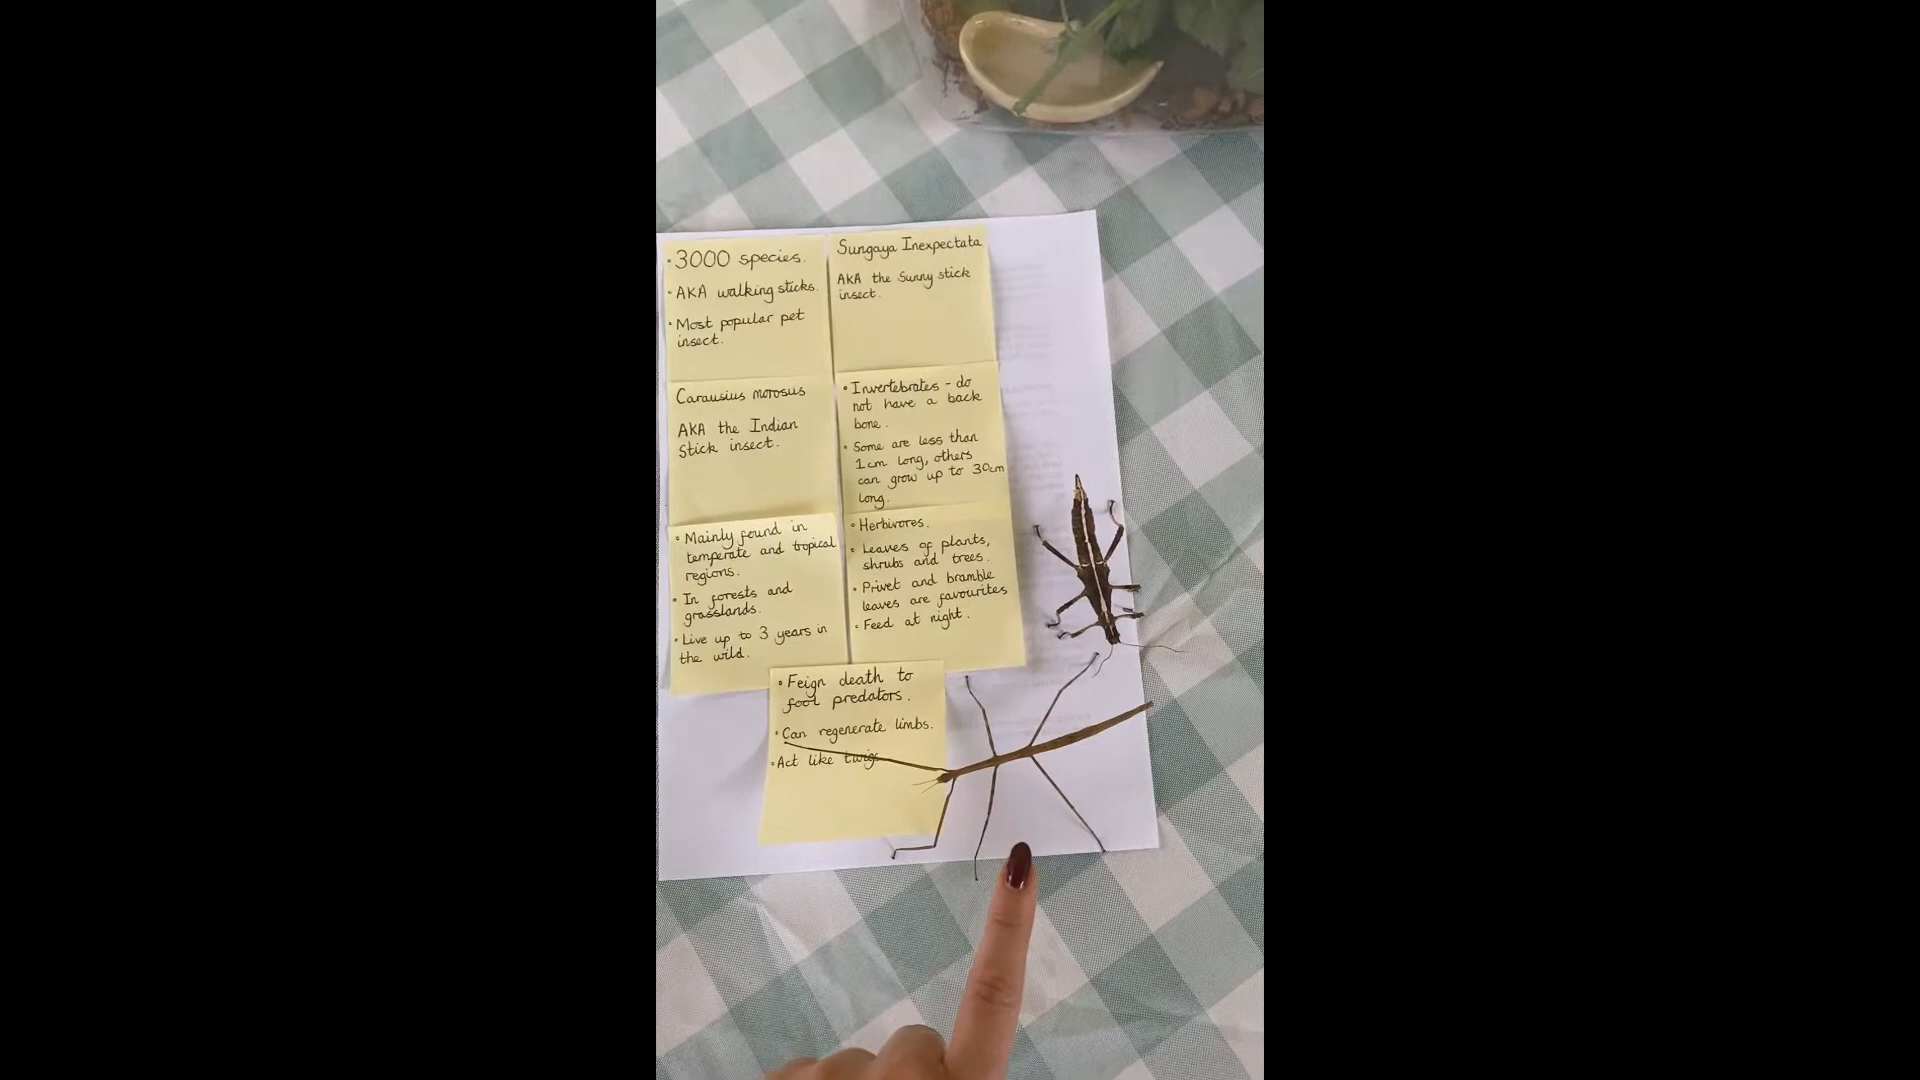 • 3000 species.
• AKA walking sticks.
• Most popular pet
insect.
Sungaya Inexpectata
AKA the Sunny stick
insect.
Carausius morosus
AKA the Indian
Stick insect.
• Invertebrates - do
not have a back
bone.
• Some are less than
1cm long, others
can grow up to 30cm
long.
• Mainly found in
temperate and tropical
regions.
• In forests and
grasslands.
• Live up to 3 years in
the wild.
• Herbivores.
• Leaves of plants,
shrubs and trees.
• Privet and bramble
leaves are favourites
• Feed at night.
• Feign death to
fool predators.
• Can regenerate limbs.
• Act like twigs